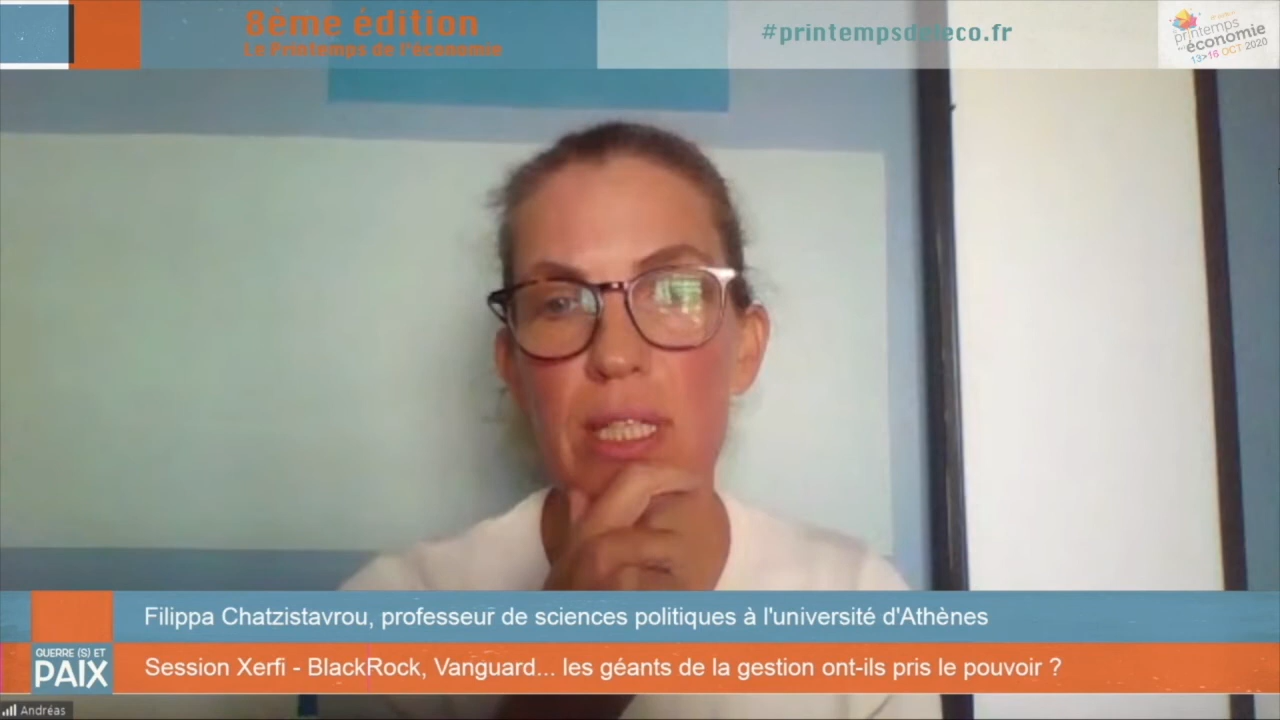 8ème édition
Le Printemps de l'économie
#printempsdeleco.fr
printemps
économie
13>16 OCT 2020
Filippa Chatzistavrou, professeur de sciences politiques à l'université d'Athènes
GUERRE (S) ET
PAIX
Session Xerfi - BlackRock, Vanguard... les géants de la gestion ont-ils pris le pouvoir ?
Andréas